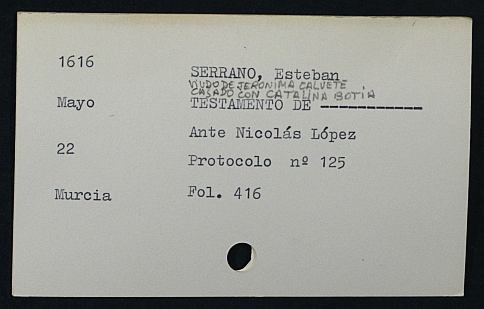 1616
SERRANO, Esteban
VIUDO DE JERONIMA CALVETE
CASADO CON CATALINA BOTÍA
Mayo
TESTAMENTO DE -----------
Ante Nicolás López
22
Protocolo nº 125
Murcia
Fol. 416